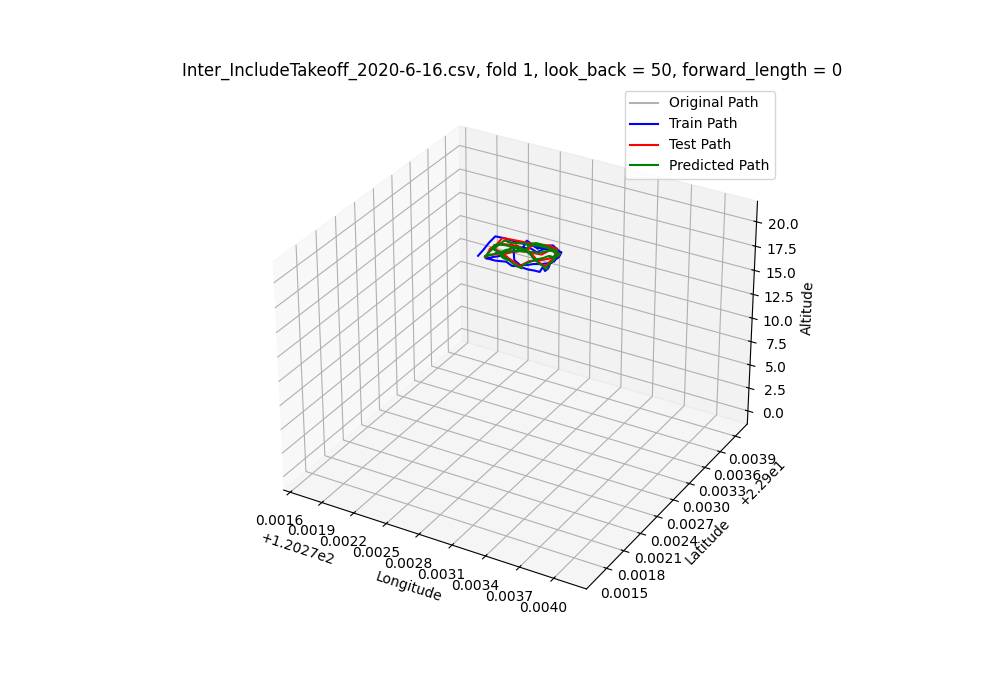 Inter_IncludeTakeoff_2020-6-16.csv, fold 1, look_back = 50, forward_length = 0
Original Path
Train Path
Test Path
Predicted Path
20.0
17.5
15.0
12.5
10.0
7.5
5.0
2.5
0.0
Altitude
0.0039
0.0036
0.0033
0.0030
0.0027
0.0024
0.0021
0.0018
0.0015
+2.29e1
Latitude
0.0016
0.0019
0.0022
0.0025
0.0028
0.0031
0.0034
0.0037
0.0040
+1.2027e2
Longitude